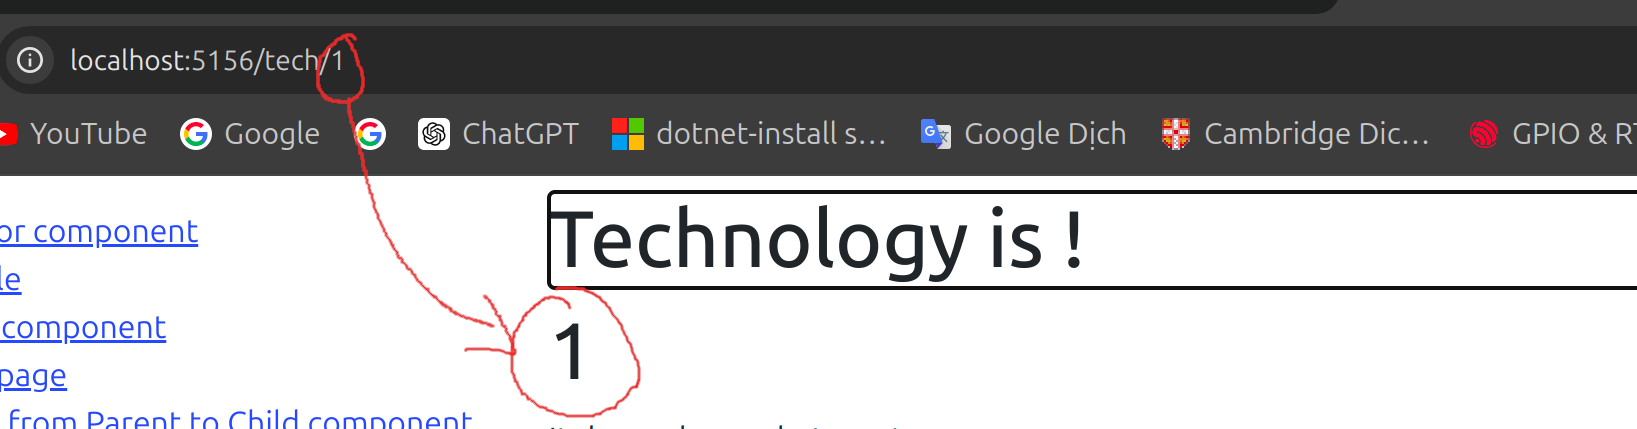 localhost:5156/tech/1
YouTube Google ChatGPT dotnet-install s... Google Dịch Cambridge Dic... GPIO & RT
or component
Technology is !
le
component
1
page
from Parent to Child component